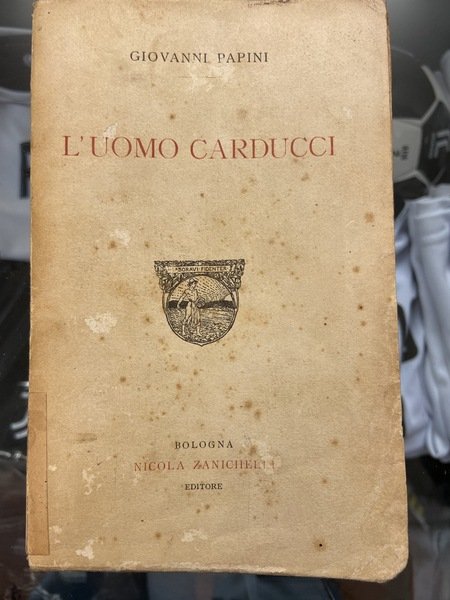 GIOVANNI PAPINI
L'UOMO CARDUCCI
LABORAVI FIDENTER
BOLOGNA
NICOLA ZANICHELLI
EDITORE